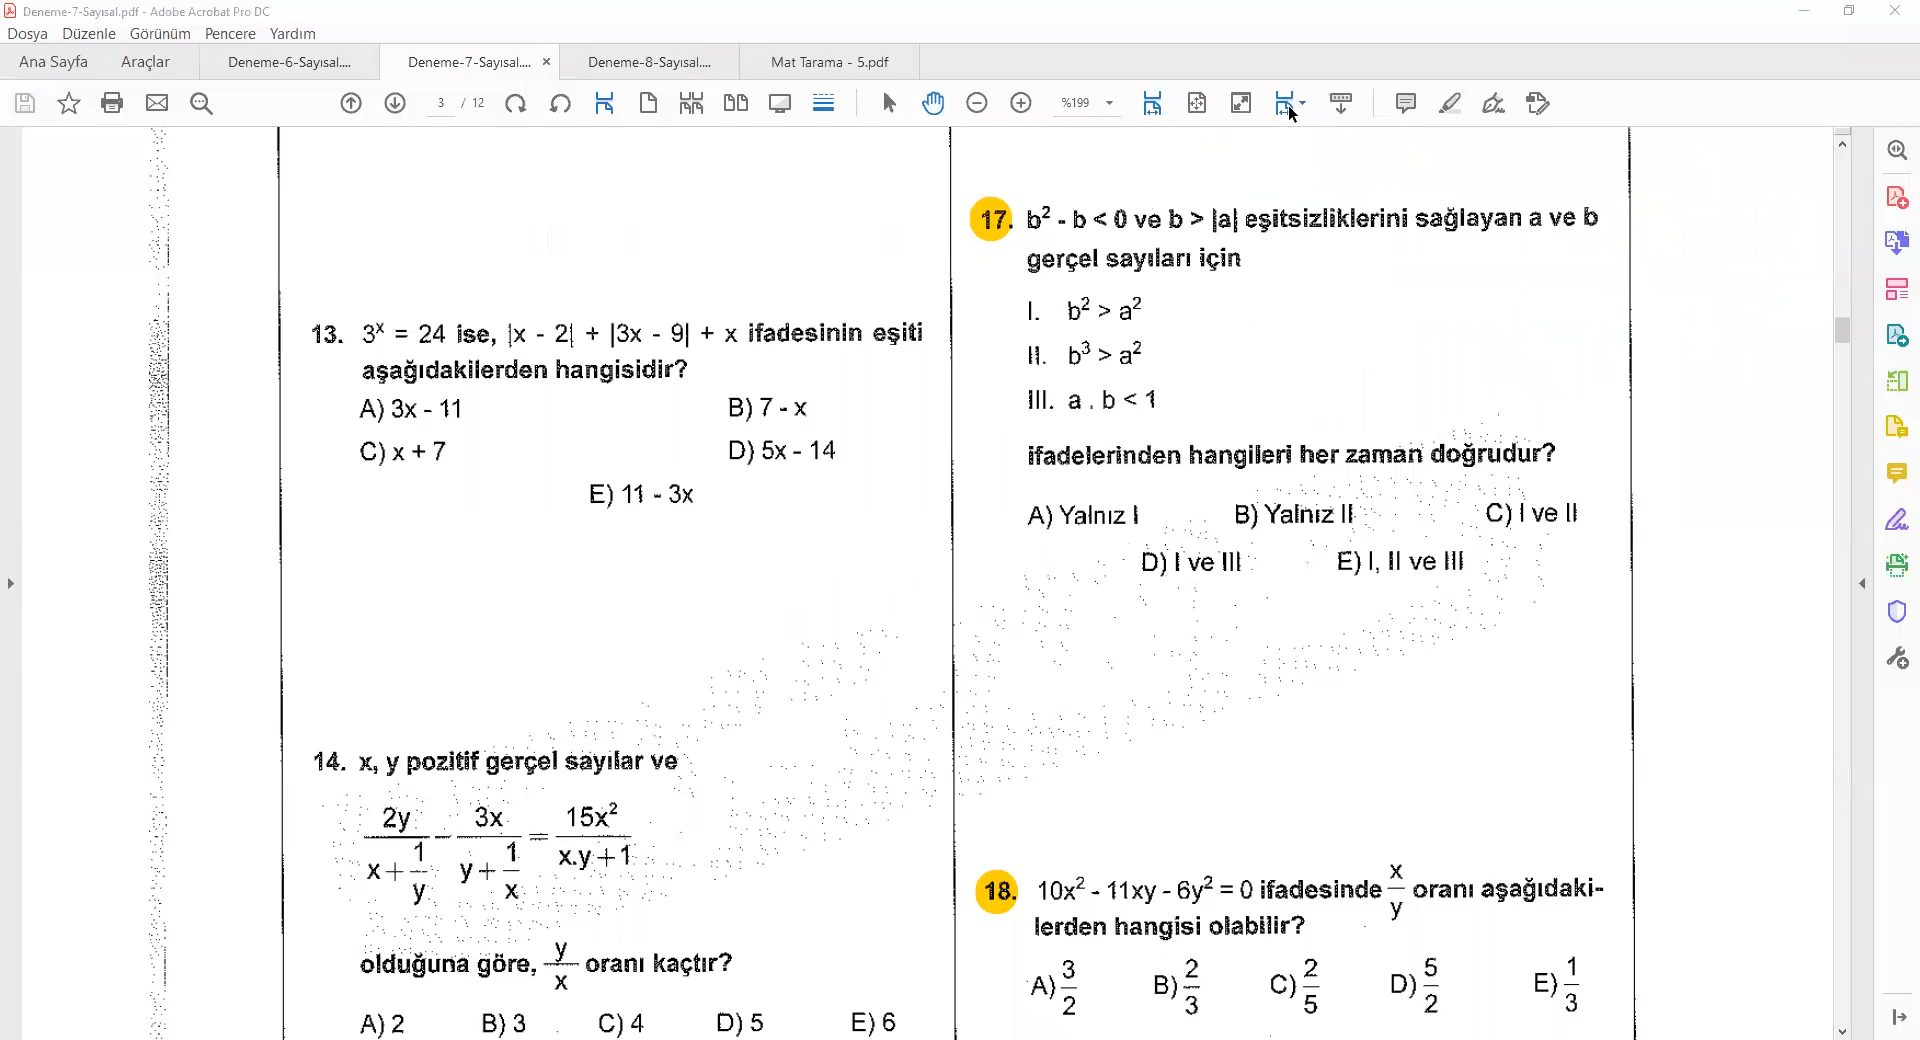 Deneme-7-Sayısal.pdf - Adobe Acrobat Pro DC
Dosya Düzenle Görünüm Pencere Yardım
Ana Sayfa Araçlar Deneme-6-Sayısal.... Deneme-7-Sayısal.... × Deneme-8-Sayısal.... Mat Tarama - 5.pdf
3 / 12 %199
13. 3ˣ = 24 ise, |x - 2| + |3x - 9| + x ifadesinin eşiti
aşağıdakilerden hangisidir?
A) 3x - 11 B) 7 - x
C) x + 7 D) 5x - 14
E) 11 - 3x
14. x, y pozitif gerçel sayılar ve
2y/(x+1/y) - 3x/(y+1/x) = 15x²/(x.y+1)
olduğuna göre, y/x oranı kaçtır?
A) 2 B) 3 C) 4 D) 5 E) 6
17. b² - b < 0 ve b > |a| eşitsizliklerini sağlayan a ve b
gerçel sayıları için
I. b² > a²
II. b³ > a²
III. a . b < 1
ifadelerinden hangileri her zaman doğrudur?
A) Yalnız I B) Yalnız II C) I ve II
D) I ve III E) I, II ve III
18. 10x² - 11xy - 6y² = 0 ifadesinde x/y oranı aşağıdaki-
lerden hangisi olabilir?
A) 3/2 B) 2/3 C) 2/5 D) 5/2 E) 1/3